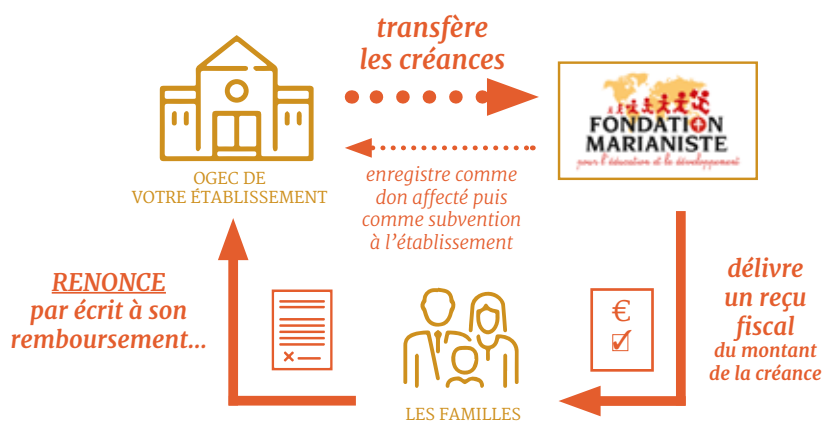 transfère
les créances
FONDATION
MARIANISTE
pour l'éducation et le développement
OGEC DE
VOTRE ÉTABLISSEMENT
enregistre comme
don affecté puis
comme subvention
à l'établissement
RENONCE
par écrit à son
remboursement...
€
délivre
un reçu
fiscal
du montant
de la créance
LES FAMILLES